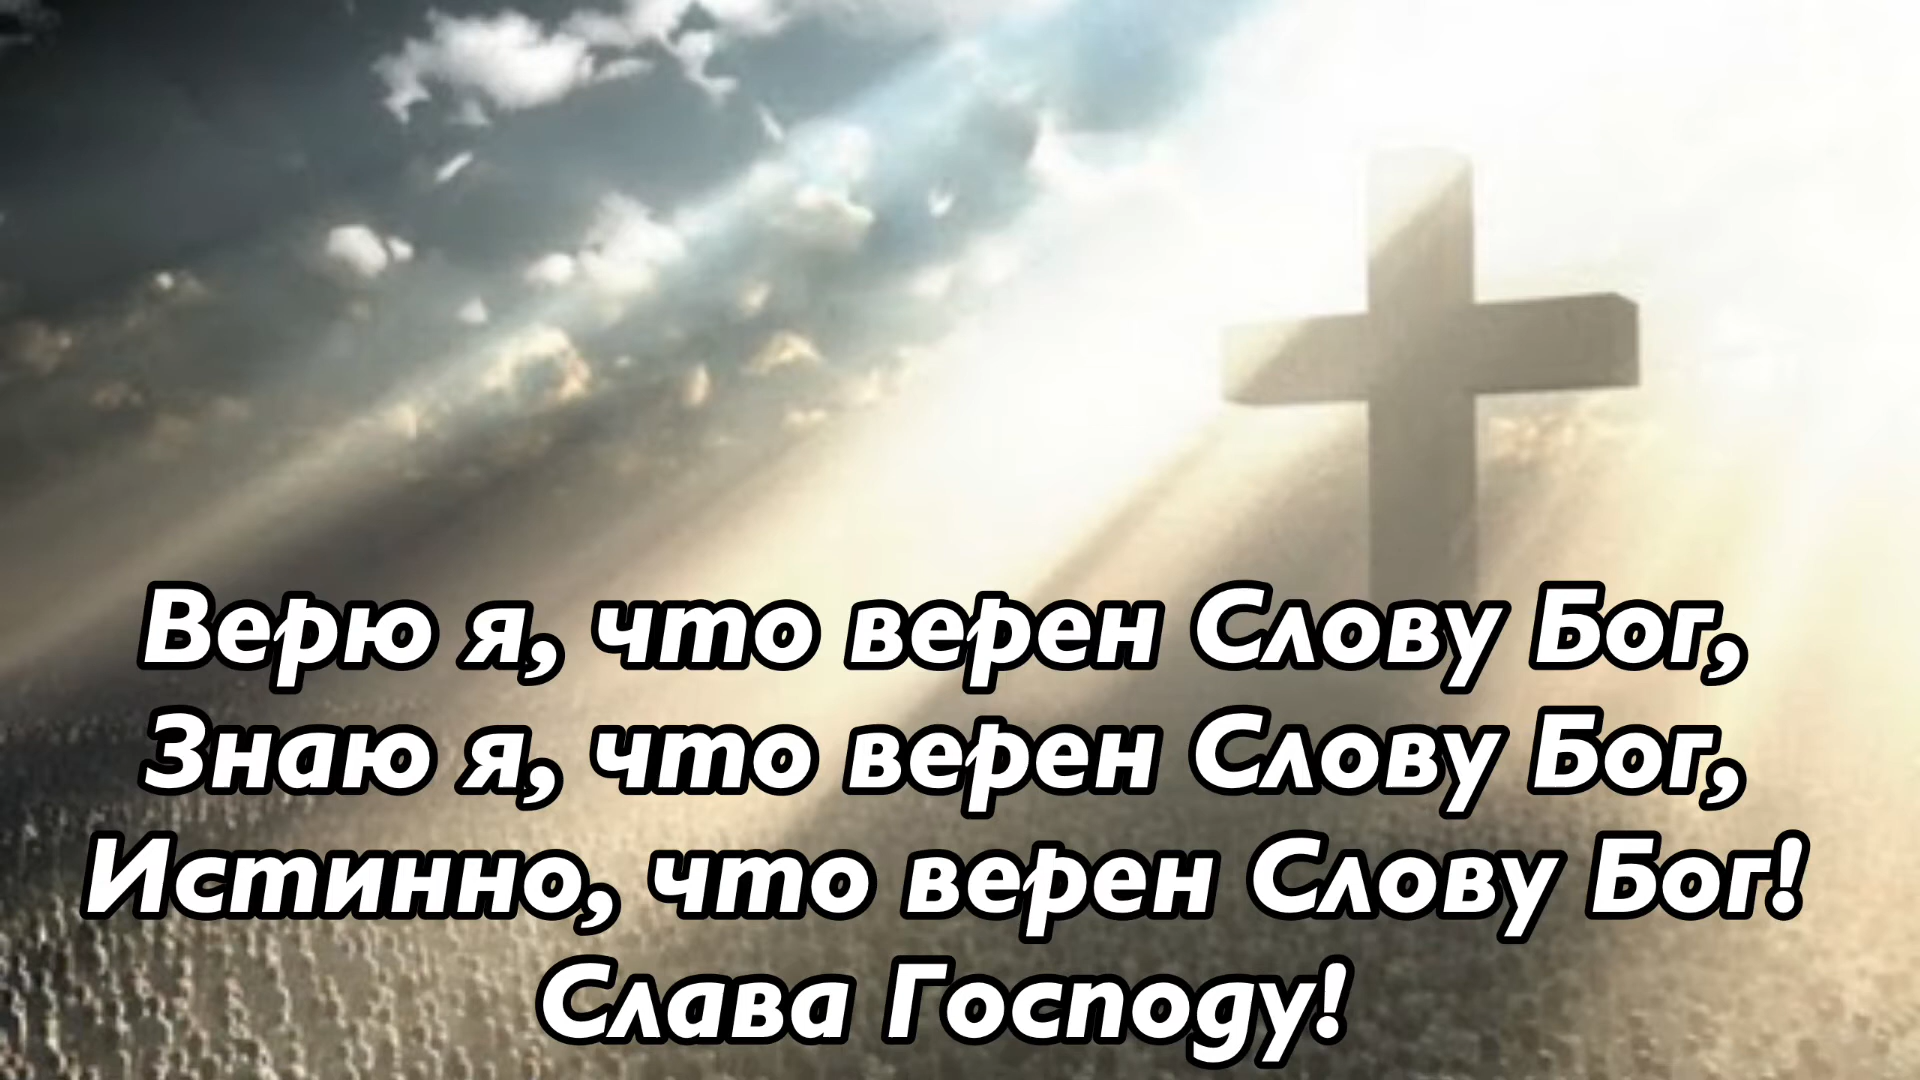 Верю я, что верен Слову Бог,
Знаю я, что верен Слову Бог,
Истинно, что верен Слову Бог!
Слава Господу!